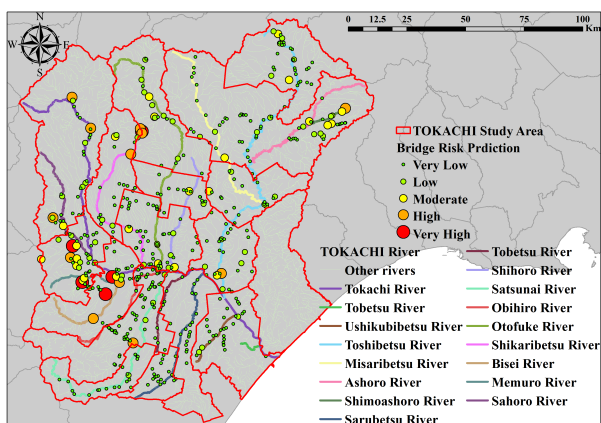 N
W E
S
0 12.5 25 50 75 100
Km
TOKACHI Study Area
Bridge Risk Prdiction
Very Low
Low
Moderate
High
Very High
TOKACHI River
Other rivers
Tokachi River
Tobetsu River
Ushikubibetsu River
Toshibetsu River
Misaribetsu River
Ashoro River
Shimoashoro River
Sarubetsu River
Tobetsu River
Shihoro River
Satsunai River
Obihiro River
Otofuke River
Shikaribetsu River
Bisei River
Memuro River
Sahoro River